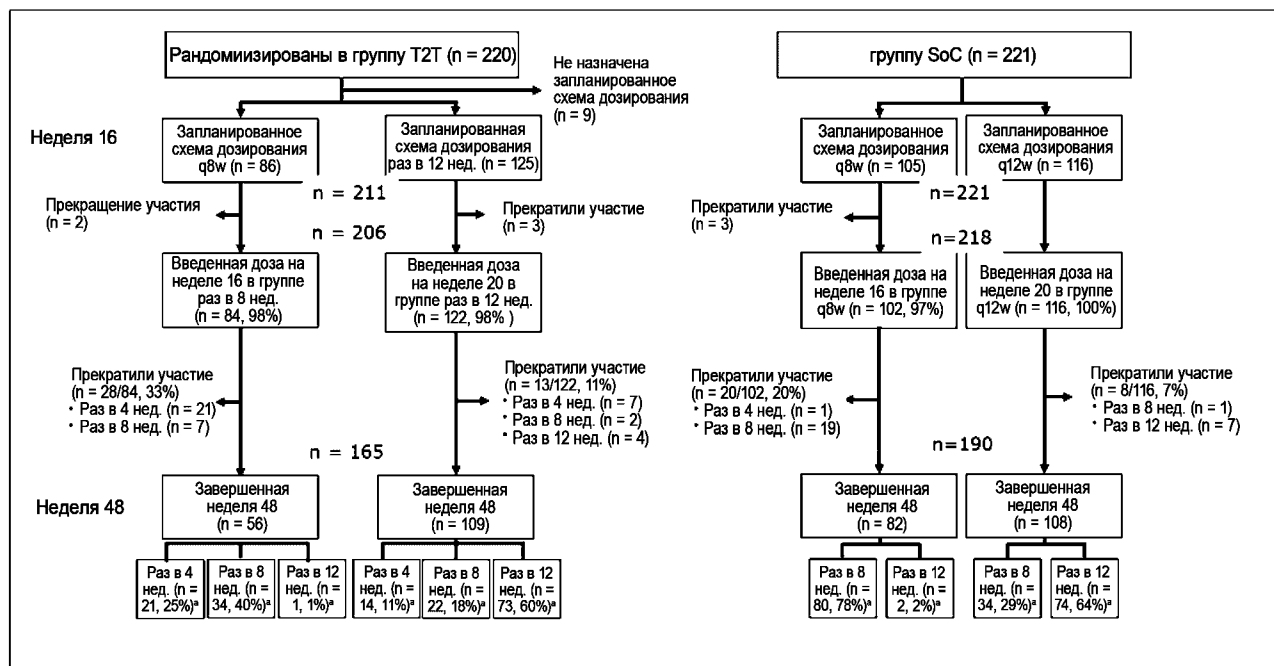 Рандомиизированы в группу T2T (n = 220)
группу SoC (n = 221)
Не назначена
запланированное
схема дозирования
(n = 9)
Неделя 16
Запланированное
схема дозирования
q8w (n = 86)
Запланированная
схема дозирования
раз в 12 нед. (n = 125)
Запланированное
схема дозирования
q8w (n = 105)
Запланированное
схема дозирования
q12w (n = 116)
n = 211
n=221
Прекращение участия
(n = 2)
Прекратили участие
(n = 3)
Прекратили участие
(n = 3)
n = 206
n=218
Введенная доза на
неделе 16 в группе
раз в 8 нед.
(n = 84, 98%)
Введенная доза
на неделе 20 в
группе раз в 12 нед.
(n = 122, 98% )
Введенная доза на
неделе 16 в группе
q8w (n = 102, 97%)
Введенная доза на
неделе 20 в группе
q12w (n = 116, 100%)
Прекратили участие
(n = 28/84, 33%)
• Раз в 4 нед. (n = 21)
• Раз в 8 нед. (n = 7)
Прекратили участие
(n = 13/122, 11%)
• Раз в 4 нед. (n = 7)
• Раз в 8 нед. (n = 2)
• Раз в 12 нед. (n = 4)
Прекратили участие
(n = 20/102, 20%)
• Раз в 4 нед. (n = 1)
• Раз в 8 нед. (n = 19)
Прекратили участие
(n = 8/116, 7%)
• Раз в 8 нед. (n = 1)
• Раз в 12 нед. (n = 7)
n = 165
n=190
Неделя 48
Завершенная
неделя 48
(n = 56)
Завершенная
неделя 48
(n = 109)
Завершенная
неделя 48
(n = 82)
Завершенная
неделя 48
(n = 108)
Раз в 4
нед. (n =
21, 25%)ª
Раз в 8
нед. (n =
34, 40%)ª
Раз в 12
нед. (n =
1, 1%)ª
Раз в 4
нед. (n =
14, 11%)ª
Раз в 8
нед. (n =
22, 18%)ª
Раз в 12
нед. (n =
73, 60%)ª
Раз в 8
нед. (n =
80, 78%)ª
Раз в 12
нед. (n =
2, 2%)ª
Раз в 8
нед. (n =
34, 29%)ª
Раз в 12
нед. (n =
74, 64%)ª